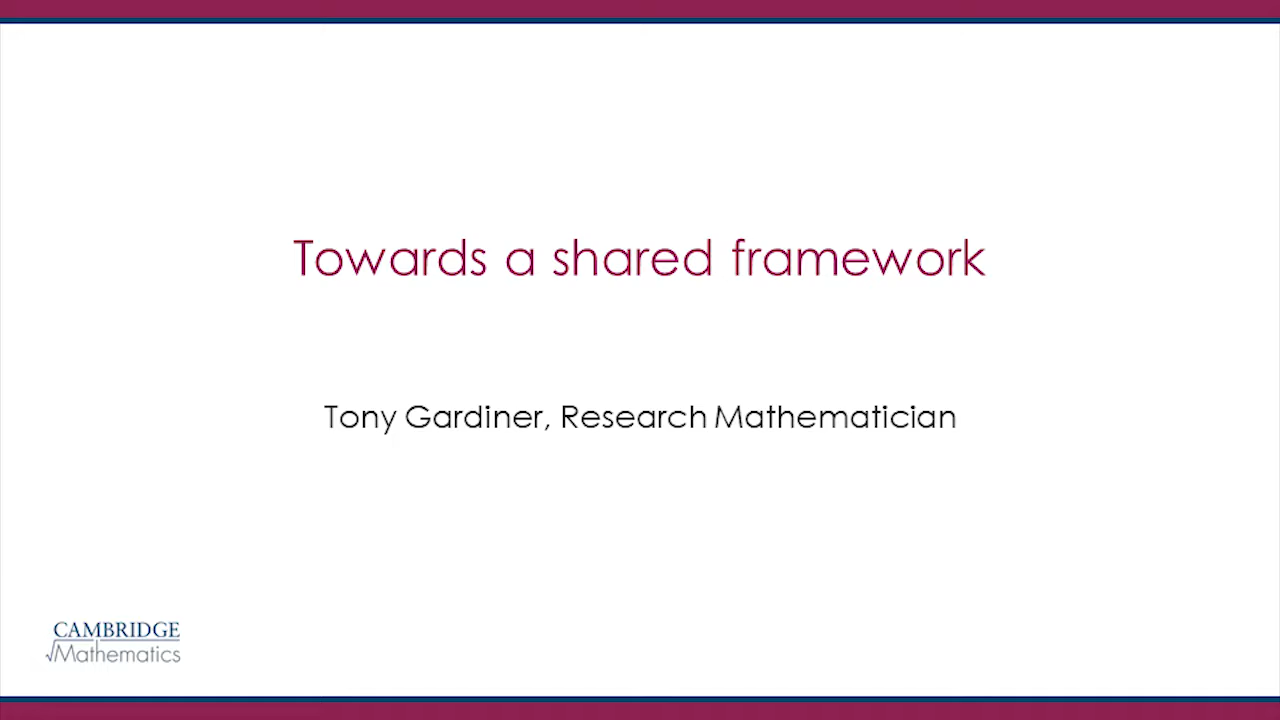 Towards a shared framework
Tony Gardiner, Research Mathematician
CAMBRIDGE
Mathematics